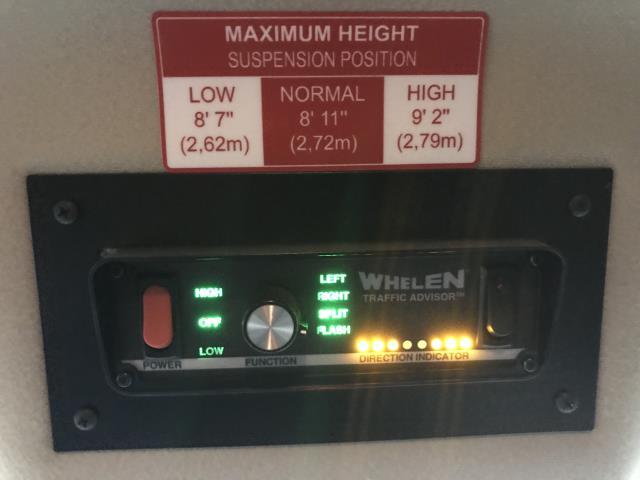 MAXIMUM HEIGHT
SUSPENSION POSITION
LOW NORMAL HIGH
8' 7" 8' 11" 9' 2"
(2,62m) (2,72m) (2,79m)
HIGH
OFF
LOW
POWER
FUNCTION
LEFT
RIGHT
SPLIT
FLASH
WHELEN
TRAFFIC ADVISOR™
DIRECTION INDICATOR